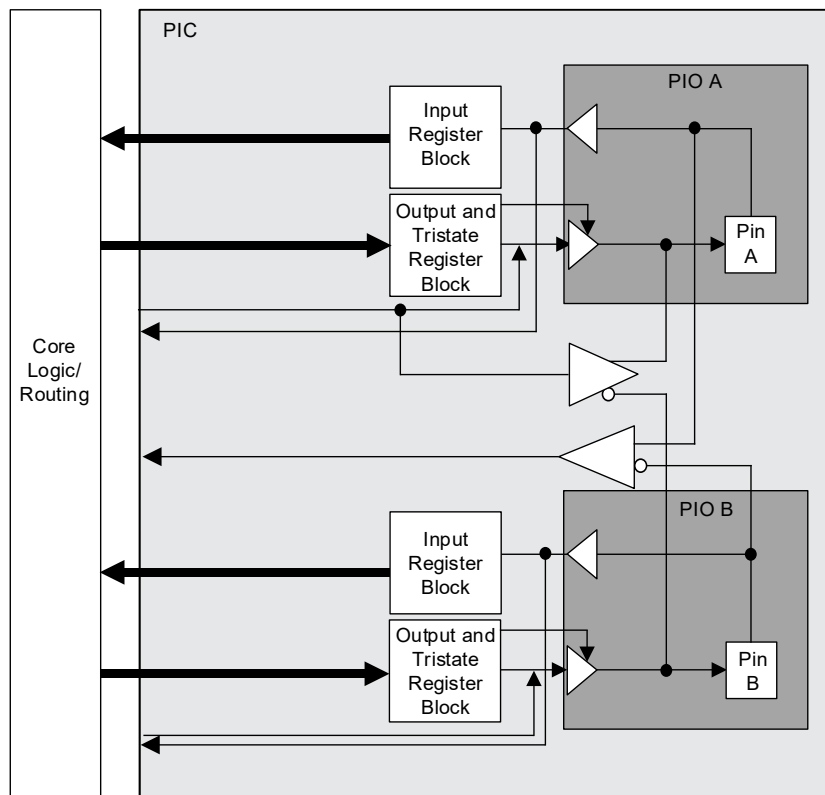 PIC
PIO A
Input
Register
Block
Output and
Tristate
Register
Block
Pin
A
Core
Logic/
Routing
PIO B
Input
Register
Block
Output and
Tristate
Register
Block
Pin
B